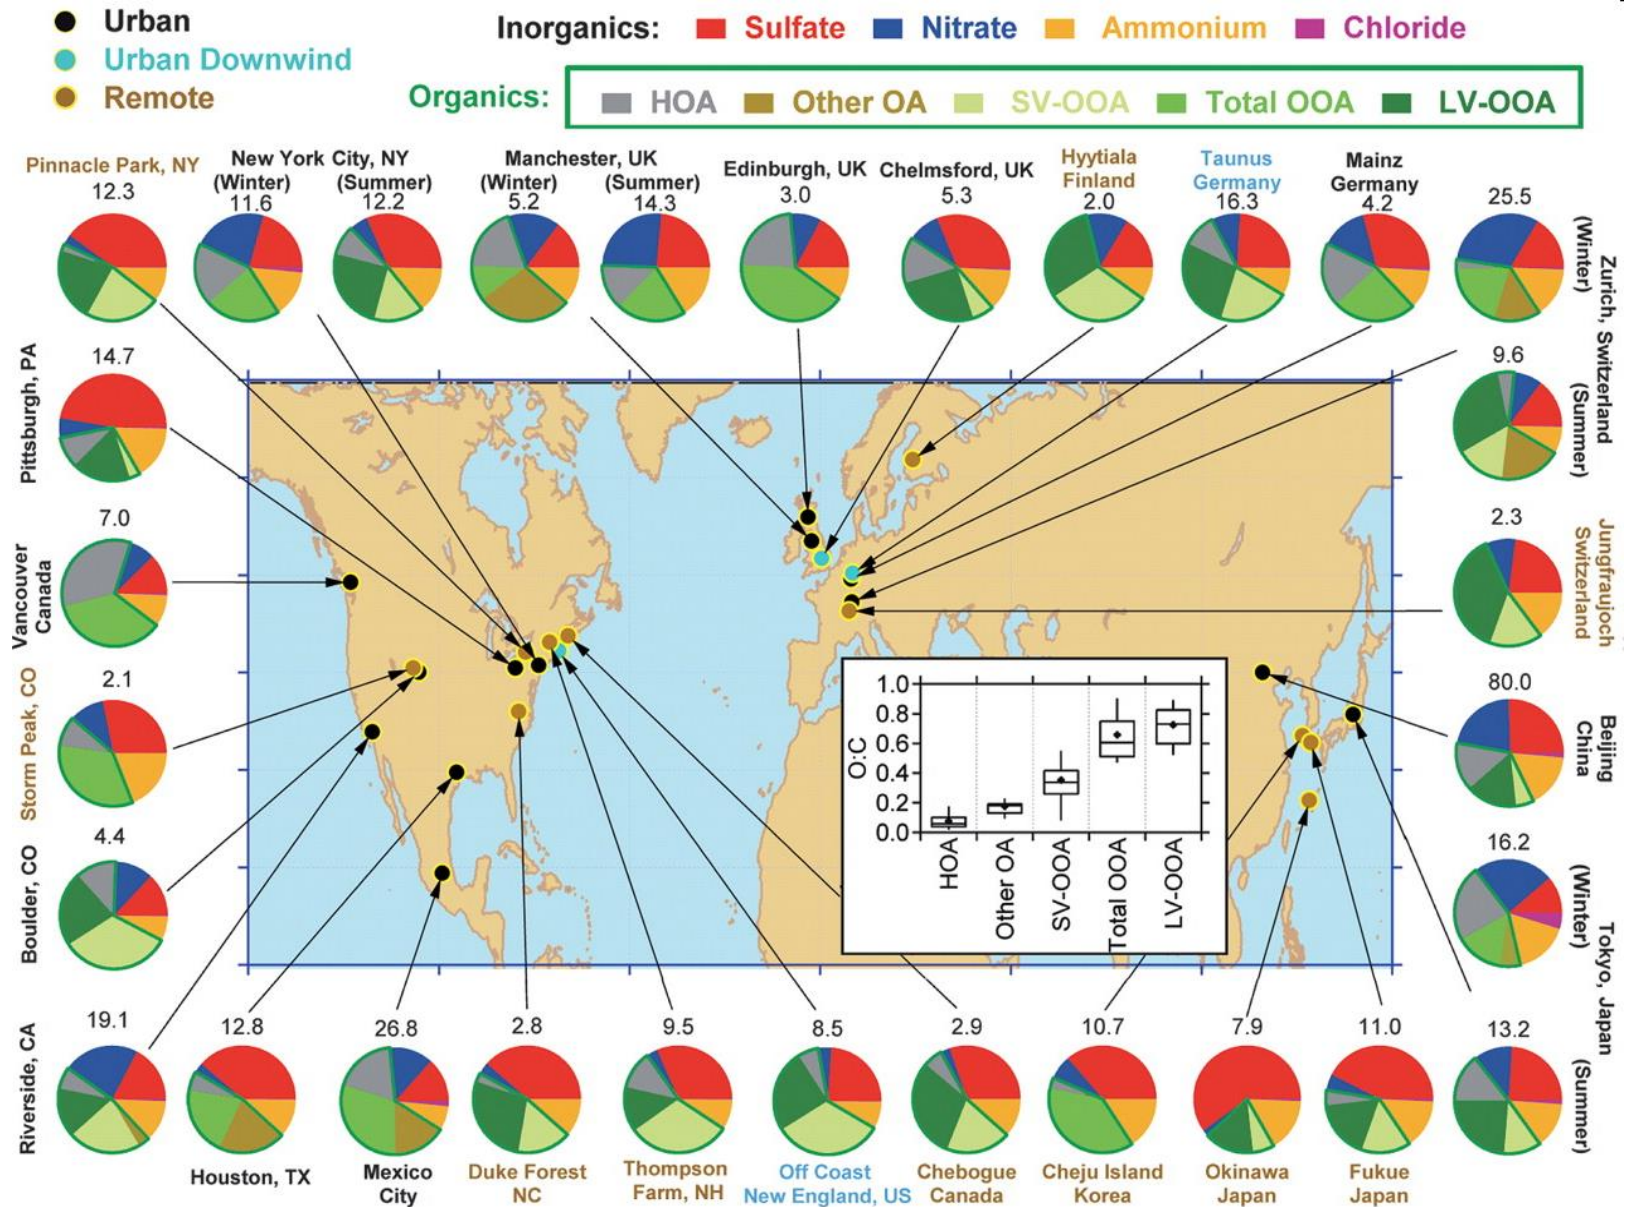 Urban
Urban Downwind
Remote
Inorganics: Sulfate Nitrate Ammonium Chloride
Organics: HOA Other OA SV-OOA Total OOA LV-OOA
Pinnacle Park, NY
12.3
New York City, NY
(Winter) (Summer)
11.6 12.2
Manchester, UK
(Winter) (Summer)
5.2 14.3
Edinburgh, UK
3.0
Chelmsford, UK
5.3
Hyytiala
Finland
2.0
Taunus
Germany
16.3
Mainz
Germany
4.2
25.5
(Winter)
Zurich, Switzerland
9.6
(Summer)
Pittsburgh, PA
14.7
Vancouver
Canada
7.0
Storm Peak, CO
2.1
Boulder, CO
4.4
Riverside, CA
19.1
2.3
Jungfraujoch
Switzerland
80.0
Beijing
China
16.2
(Winter)
Tokyo, Japan
13.2
(Summer)
O:C
1.0
0.8
0.6
0.4
0.2
0.0
HOA
Other OA
SV-OOA
Total OOA
LV-OOA
12.8
Houston, TX
26.8
Mexico
City
2.8
Duke Forest
NC
9.5
Thompson
Farm, NH
8.5
Off Coast
New England, US
2.9
Chebogue
Canada
10.7
Cheju Island
Korea
7.9
Okinawa
Japan
11.0
Fukue
Japan